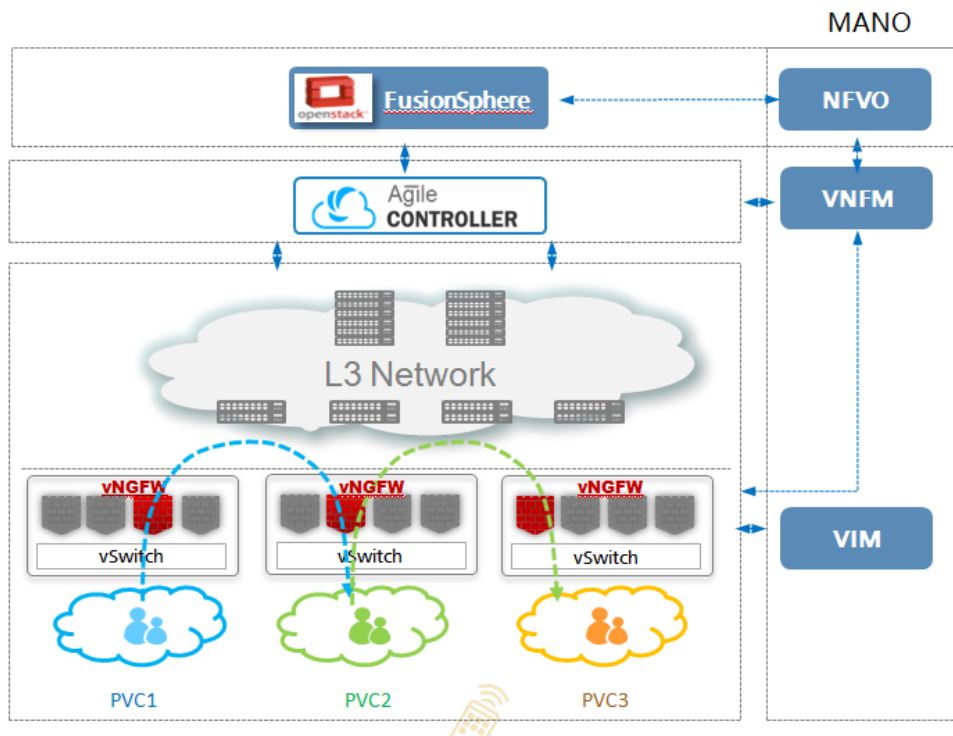 MANO
openstack
FusionSphere
NFVO
Agile
CONTROLLER
VNFM
L3 Network
vNGFW
vNGFW
vNGFW
vSwitch
vSwitch
vSwitch
VIM
PVC1
PVC2
PVC3